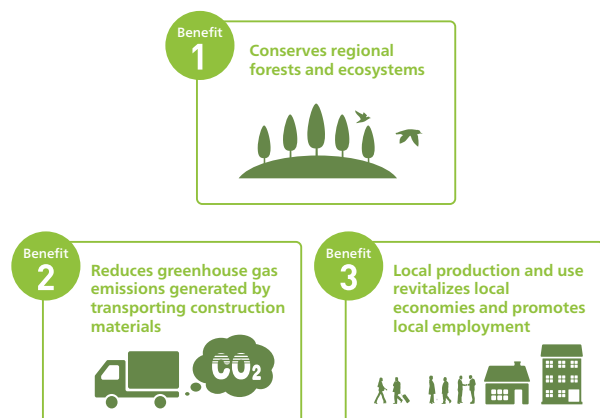 Benefit
1
Conserves regional
forests and ecosystems
Benefit
2
Reduces greenhouse gas
emissions generated by
transporting construction
materials
CO₂
Benefit
3
Local production and use
revitalizes local
economies and promotes
local employment